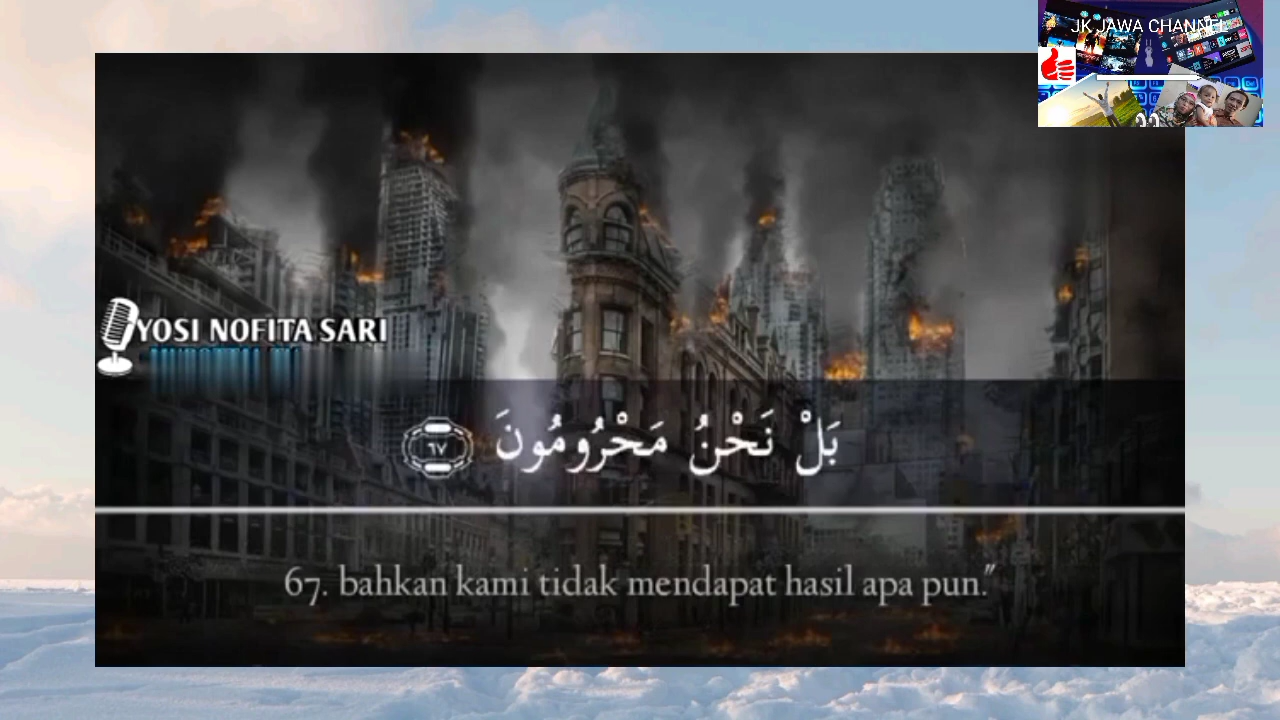 JK JAWA CHANNEL
YOSI NOFITA SARI
بَلْ نَحْنُ مَحْرُومُونَ ٦٧
67. bahkan kami tidak mendapat hasil apa pun."